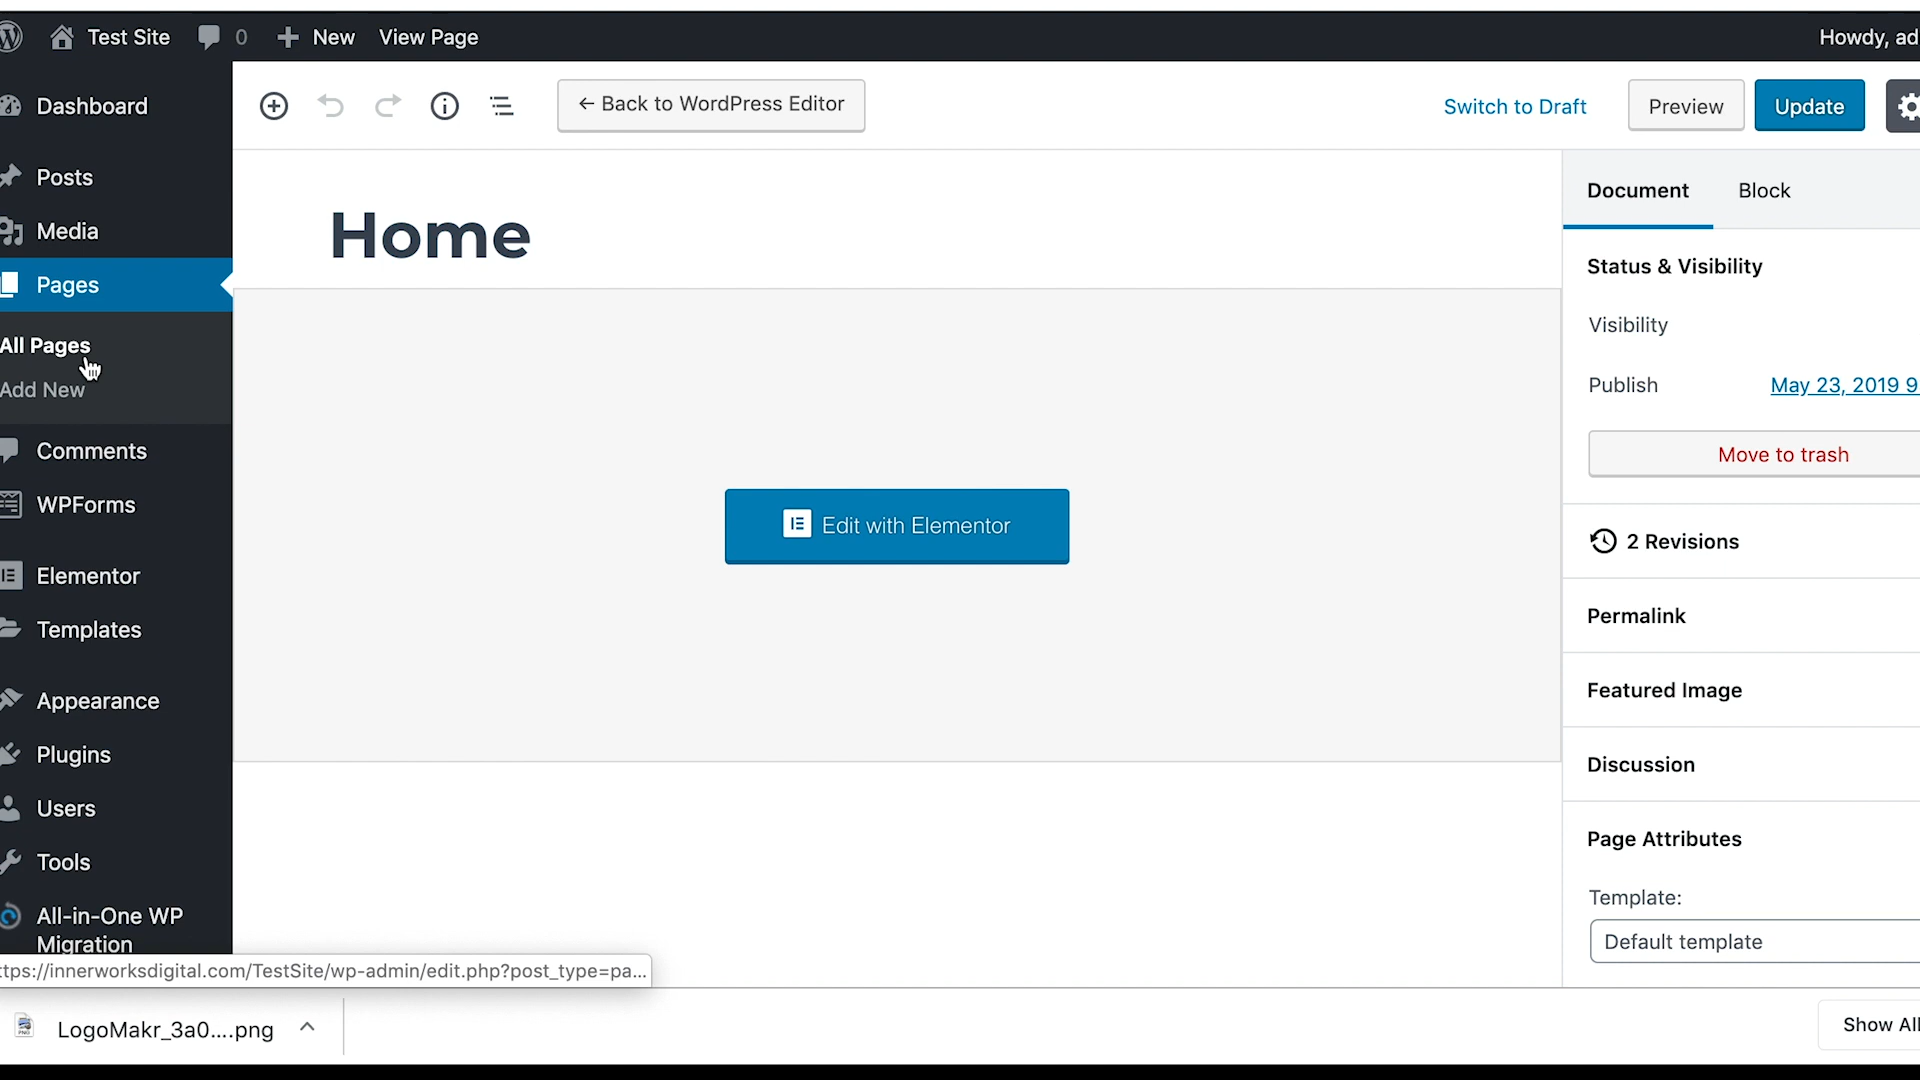 Test Site 0 New View Page Howdy, ad
Dashboard
Posts
Media
Pages
All Pages
Add New
Comments
WPForms
Elementor
Templates
Appearance
Plugins
Users
Tools
All-in-One WP
Migration
← Back to WordPress Editor
Switch to Draft Preview Update
Home
Edit with Elementor
Document Block
Status & Visibility
Visibility
Publish May 23, 2019 9
Move to trash
2 Revisions
Permalink
Featured Image
Discussion
Page Attributes
Template:
Default template
ttps://innerworksdigital.com/TestSite/wp-admin/edit.php?post_type=pa...
LogoMakr_3a0....png
Show All